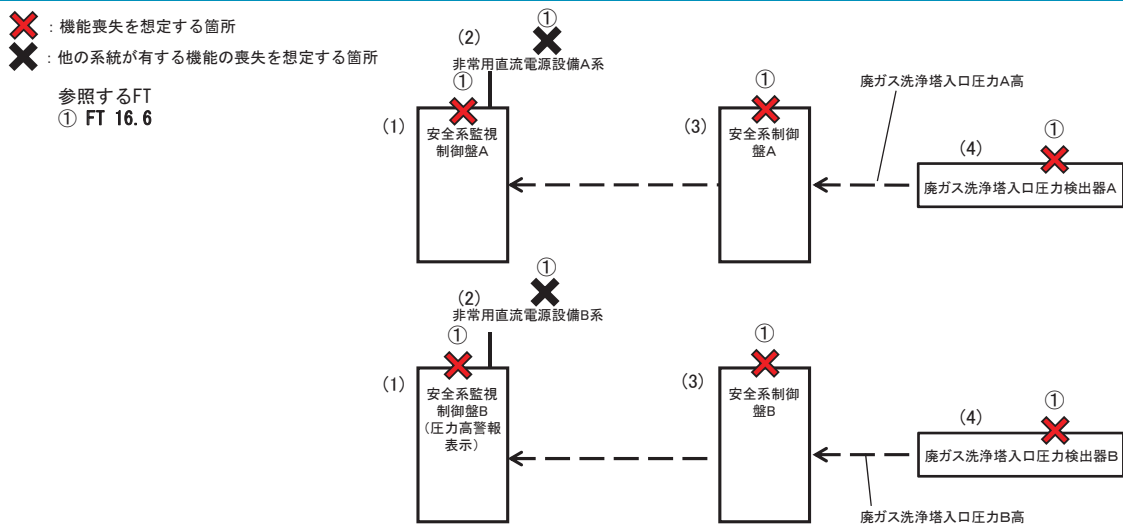 ：機能喪失を想定する箇所
：他の系統が有する機能の喪失を想定する箇所
参照するFT
① FT 16.6
①
(2)
非常用直流電源設備A系
①
(1)
安全系監視
制御盤A
①
(3)
安全系制御
盤A
廃ガス洗浄塔入口圧力A高
①
(4)
廃ガス洗浄塔入口圧力検出器A
①
(2)
非常用直流電源設備B系
①
(1)
安全系監視
制御盤B
（圧力高警報
表示）
①
(3)
安全系制御
盤B
①
(4)
廃ガス洗浄塔入口圧力検出器B
廃ガス洗浄塔入口圧力B高